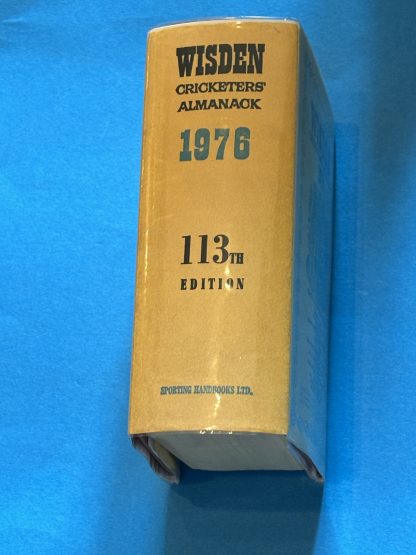 WISDEN
CRICKETERS'
ALMANACK
1976
113TH
EDITION
SPORTING HANDBOOKS LTD.